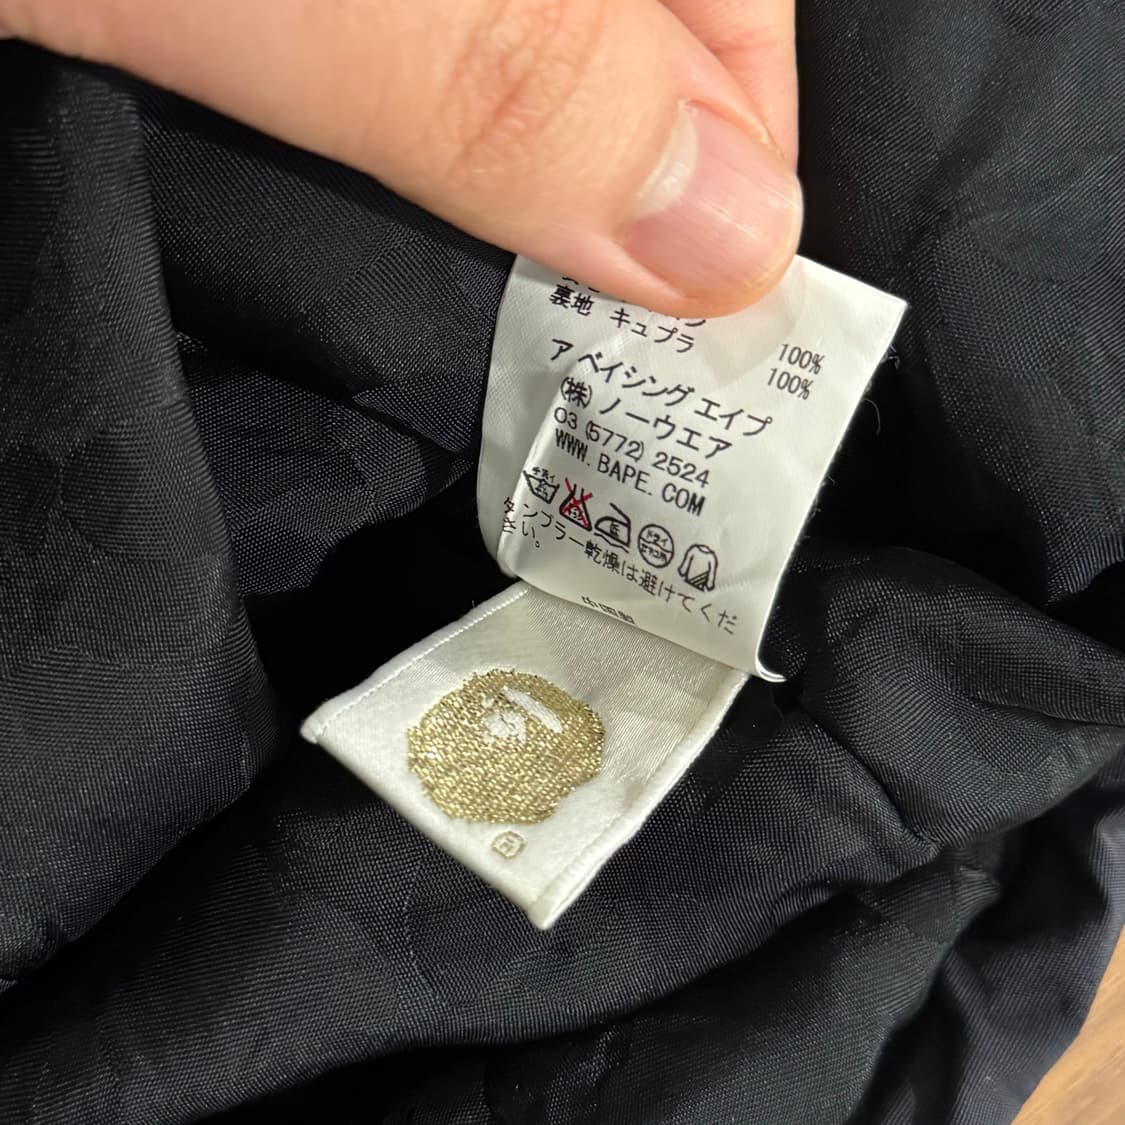 裏地 キュプラ
100%
100%
ア ベイシング エイプ
(株) ノーウエア
03 (5772) 2524
WWW. BAPE. COM
タンブラー乾燥は避けてくだ
さい。
中国製